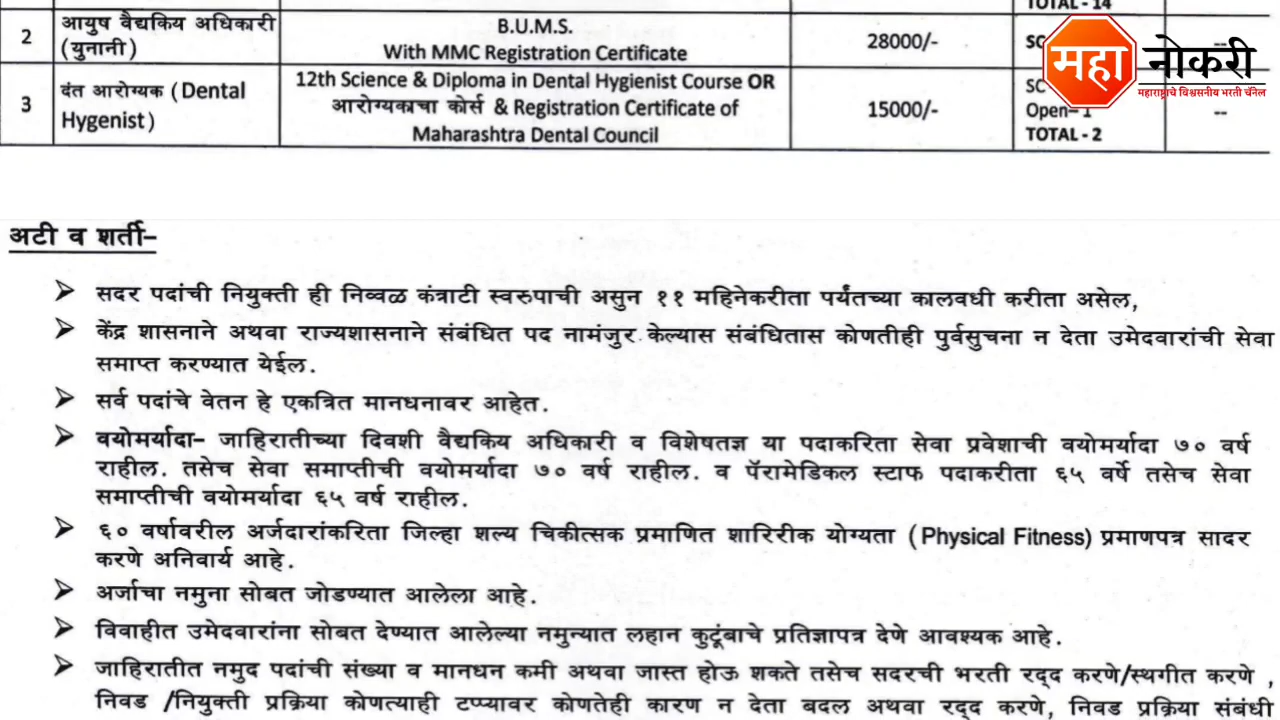 TOTAL - 14
2 आयुष वैद्यकिय अधिकारी (युनानी) B.U.M.S. With MMC Registration Certificate 28000/- SC --
3 दंत आरोग्यक (Dental Hygenist) 12th Science & Diploma in Dental Hygienist Course OR आरोग्यकाचा कोर्स & Registration Certificate of Maharashtra Dental Council 15000/- SC Open– 1 TOTAL - 2 --
महा नोकरी
महाराष्ट्राचे विश्वसनीय भरती चॅनेल
अटी व शर्ती–
➢ सदर पदांची नियुक्ती ही निव्वळ कंत्राटी स्वरुपाची असुन ११ महिनेकरीता पर्यंतच्या कालवधी करीता असेल,
➢ केंद्र शासनाने अथवा राज्यशासनाने संबंधित पद नामंजुर केल्यास संबंधितास कोणतीही पुर्वसुचना न देता उमेदवारांची सेवा
समाप्त करण्यात येईल.
➢ सर्व पदांचे वेतन हे एकत्रित मानधनावर आहेत.
➢ वयोमर्यादा– जाहिरातीच्या दिवशी वैद्यकिय अधिकारी व विशेषतज्ञ या पदाकरिता सेवा प्रवेशाची वयोमर्यादा ७० वर्ष
राहील. तसेच सेवा समाप्तीची वयोमर्यादा ७० वर्ष राहील. व पॅरामेडिकल स्टाफ पदाकरीता ६५ वर्षे तसेच सेवा
समाप्तीची वयोमर्यादा ६५ वर्ष राहील.
➢ ६० वर्षावरील अर्जदारांकरिता जिल्हा शल्य चिकीत्सक प्रमाणित शारिरीक योग्यता (Physical Fitness) प्रमाणपत्र सादर
करणे अनिवार्य आहे.
➢ अर्जाचा नमुना सोबत जोडण्यात आलेला आहे.
➢ विवाहीत उमेदवारांना सोबत देण्यात आलेल्या नमुन्यात लहान कुटूंबाचे प्रतिज्ञापत्र देणे आवश्यक आहे.
➢ जाहिरातीत नमुद पदांची संख्या व मानधन कमी अथवा जास्त होऊ शकते तसेच सदरची भरती रद्द करणे/स्थगीत करणे ,
निवड /नियुक्ती प्रक्रिया कोणत्याही टप्प्यावर कोणतेही कारण न देता बदल अथवा रद्द करणे, निवड प्रक्रिया संबंधी